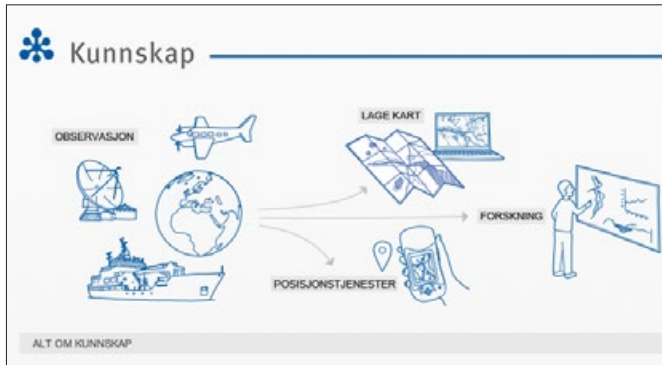 Kunnskap
OBSERVASJON
LAGE KART
FORSKNING
POSISJONSTJENESTER
ALT OM KUNNSKAP